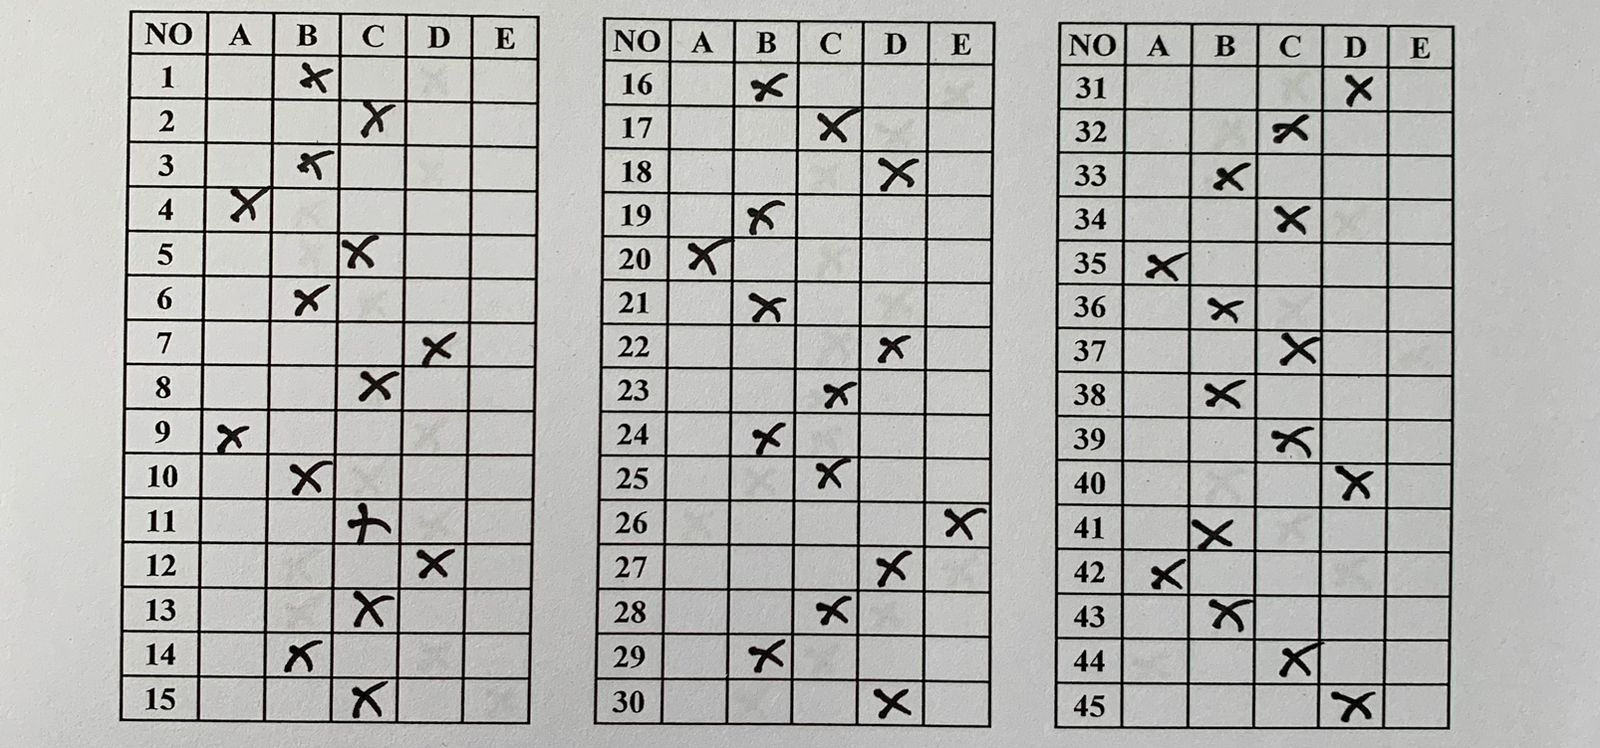 NO A B C D E
1 X
2 X
3 X
4 X
5 X
6 X
7 X
8 X
9 X
10 X
11 X
12 X
13 X
14 X
15 X
NO A B C D E
16 X
17 X
18 X
19 X
20 X
21 X
22 X
23 X
24 X
25 X
26 X
27 X
28 X
29 X
30 X
NO A B C D E
31 X
32 X
33 X
34 X
35 X
36 X
37 X
38 X
39 X
40 X
41 X
42 X
43 X
44 X
45 X